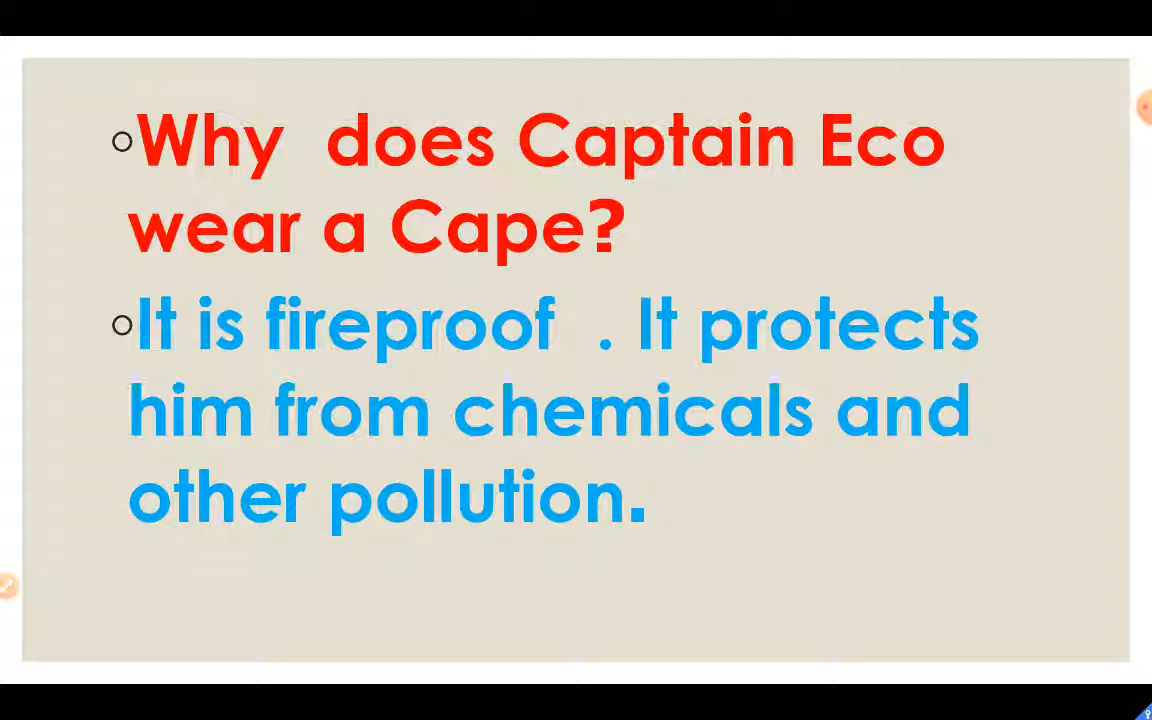 Why does Captain Eco
wear a Cape?
It is fireproof . It protects
him from chemicals and
other pollution.